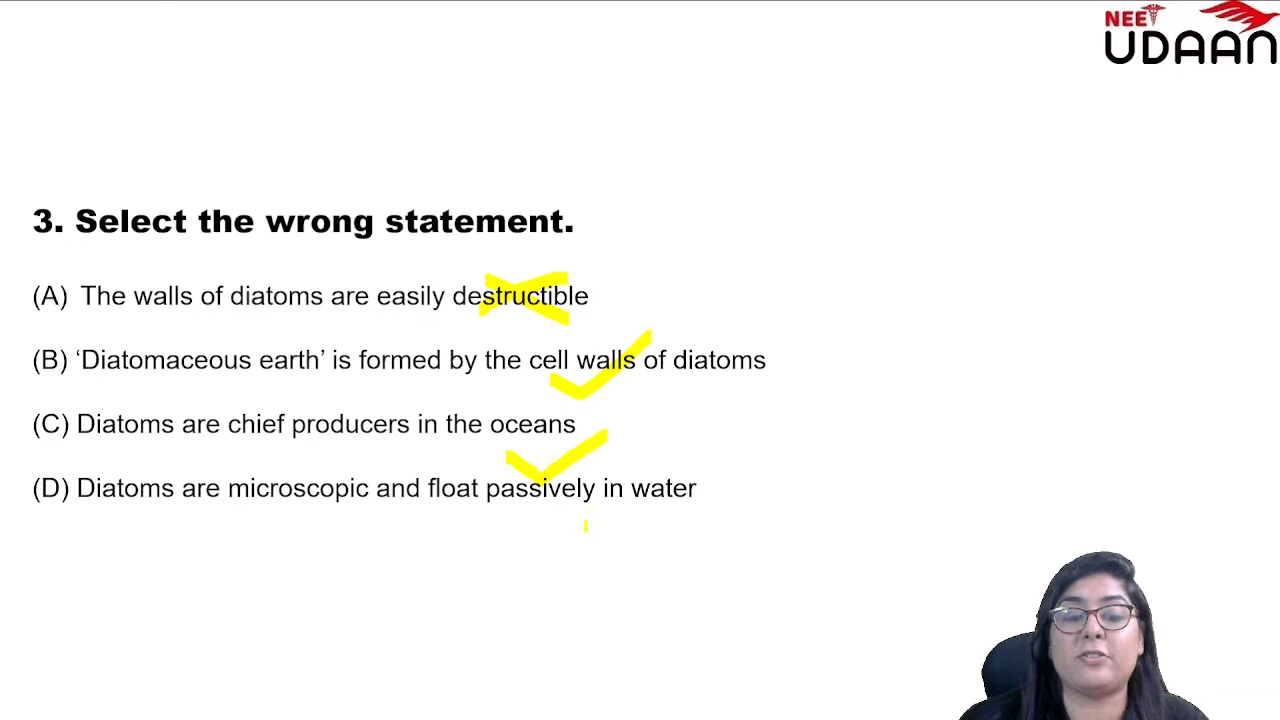 NEET
UDAAN
3. Select the wrong statement.
(A) The walls of diatoms are easily destructible
(B) ‘Diatomaceous earth’ is formed by the cell walls of diatoms
(C) Diatoms are chief producers in the oceans
(D) Diatoms are microscopic and float passively in water